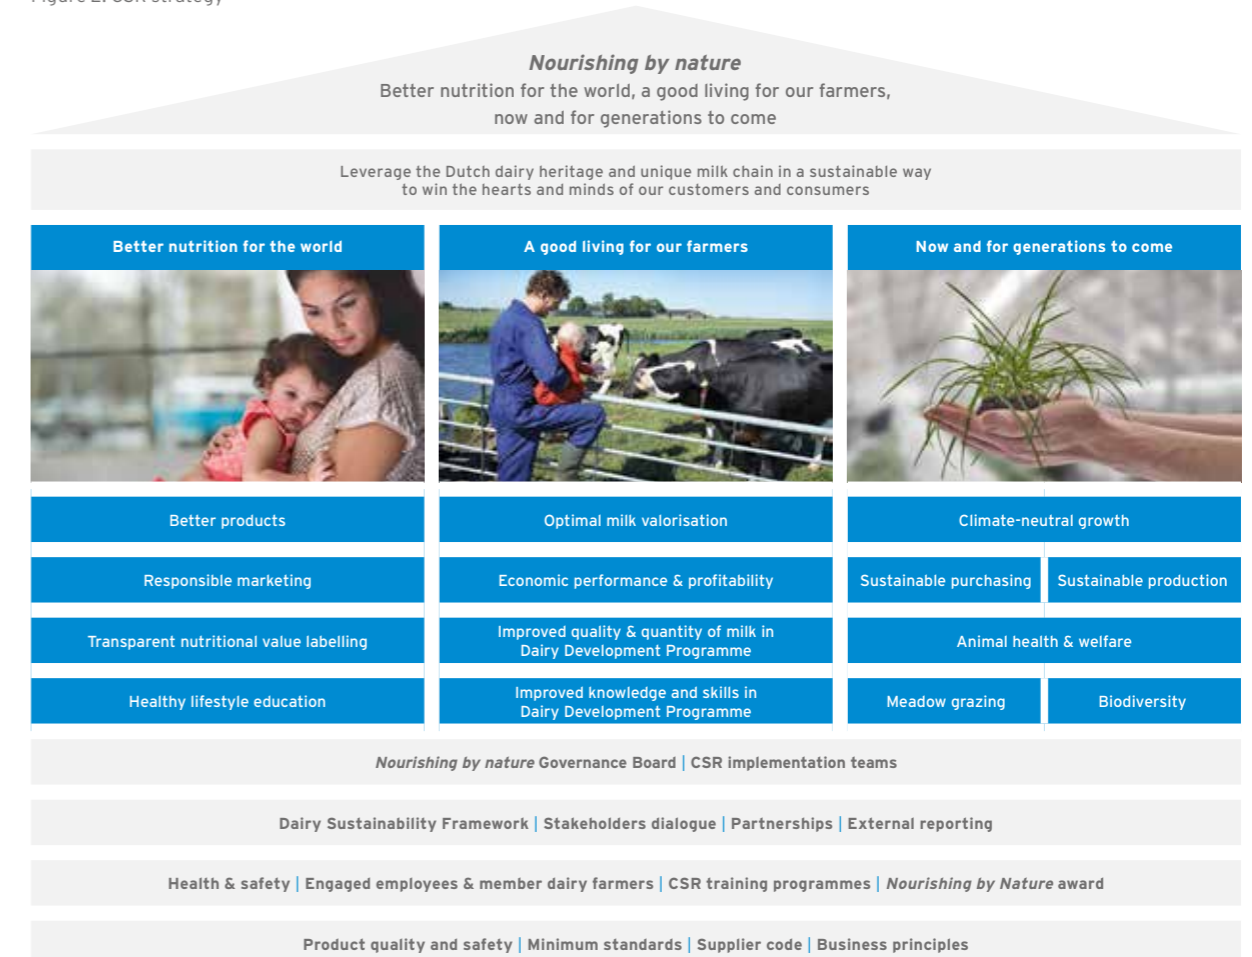 Figure 2. CSR strategy
Nourishing by nature
Better nutrition for the world, a good living for our farmers,
now and for generations to come
Leverage the Dutch dairy heritage and unique milk chain in a sustainable way
to win the hearts and minds of our customers and consumers
Better nutrition for the world
A good living for our farmers
Now and for generations to come
Better products
Optimal milk valorisation
Climate-neutral growth
Responsible marketing
Economic performance & profitability
Sustainable purchasing
Sustainable production
Transparent nutritional value labelling
Improved quality & quantity of milk in
Dairy Development Programme
Animal health & welfare
Healthy lifestyle education
Improved knowledge and skills in
Dairy Development Programme
Meadow grazing
Biodiversity
Nourishing by nature Governance Board | CSR implementation teams
Dairy Sustainability Framework | Stakeholders dialogue | Partnerships | External reporting
Health & safety | Engaged employees & member dairy farmers | CSR training programmes | Nourishing by Nature award
Product quality and safety | Minimum standards | Supplier code | Business principles